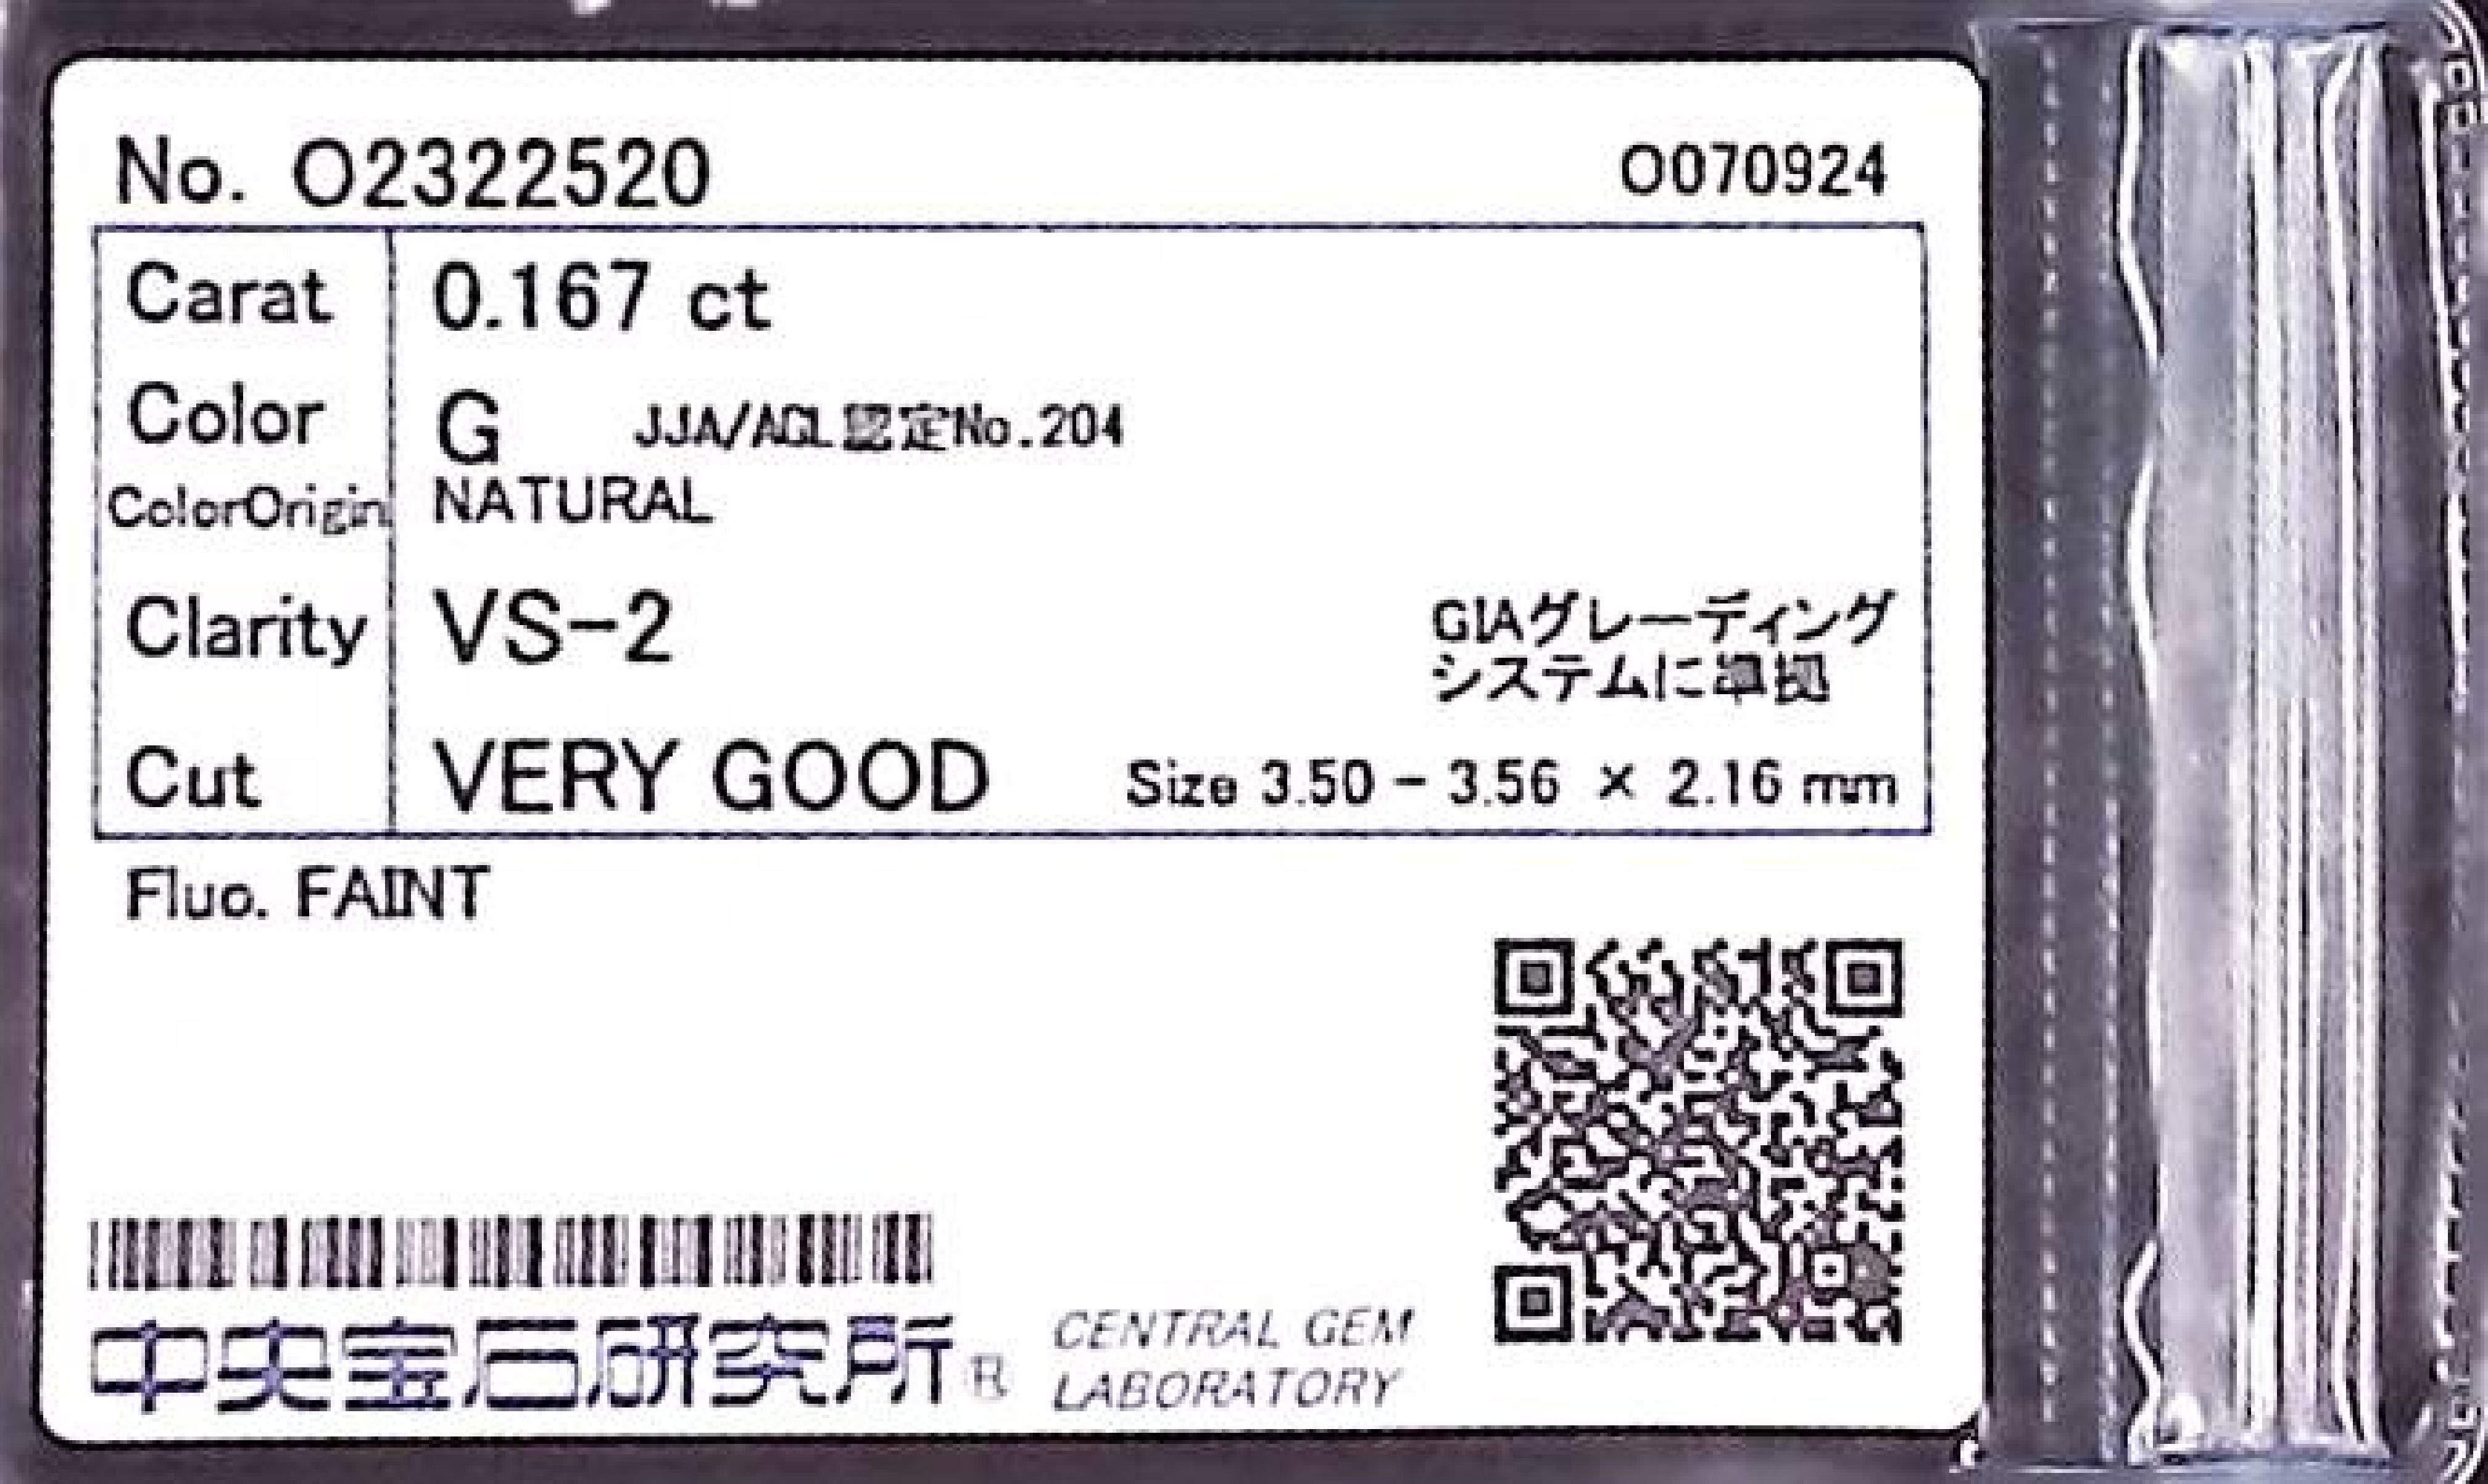 No. O2322520 O070924
Carat 0.167 ct
Color G JJA/AGL認定No.204
ColorOrigin NATURAL
Clarity VS-2
GIAグレーディング
システムに準拠
Cut VERY GOOD Size 3.50 - 3.56 × 2.16 mm
Fluo. FAINT
中央宝石研究所® CENTRAL GEM
LABORATORY